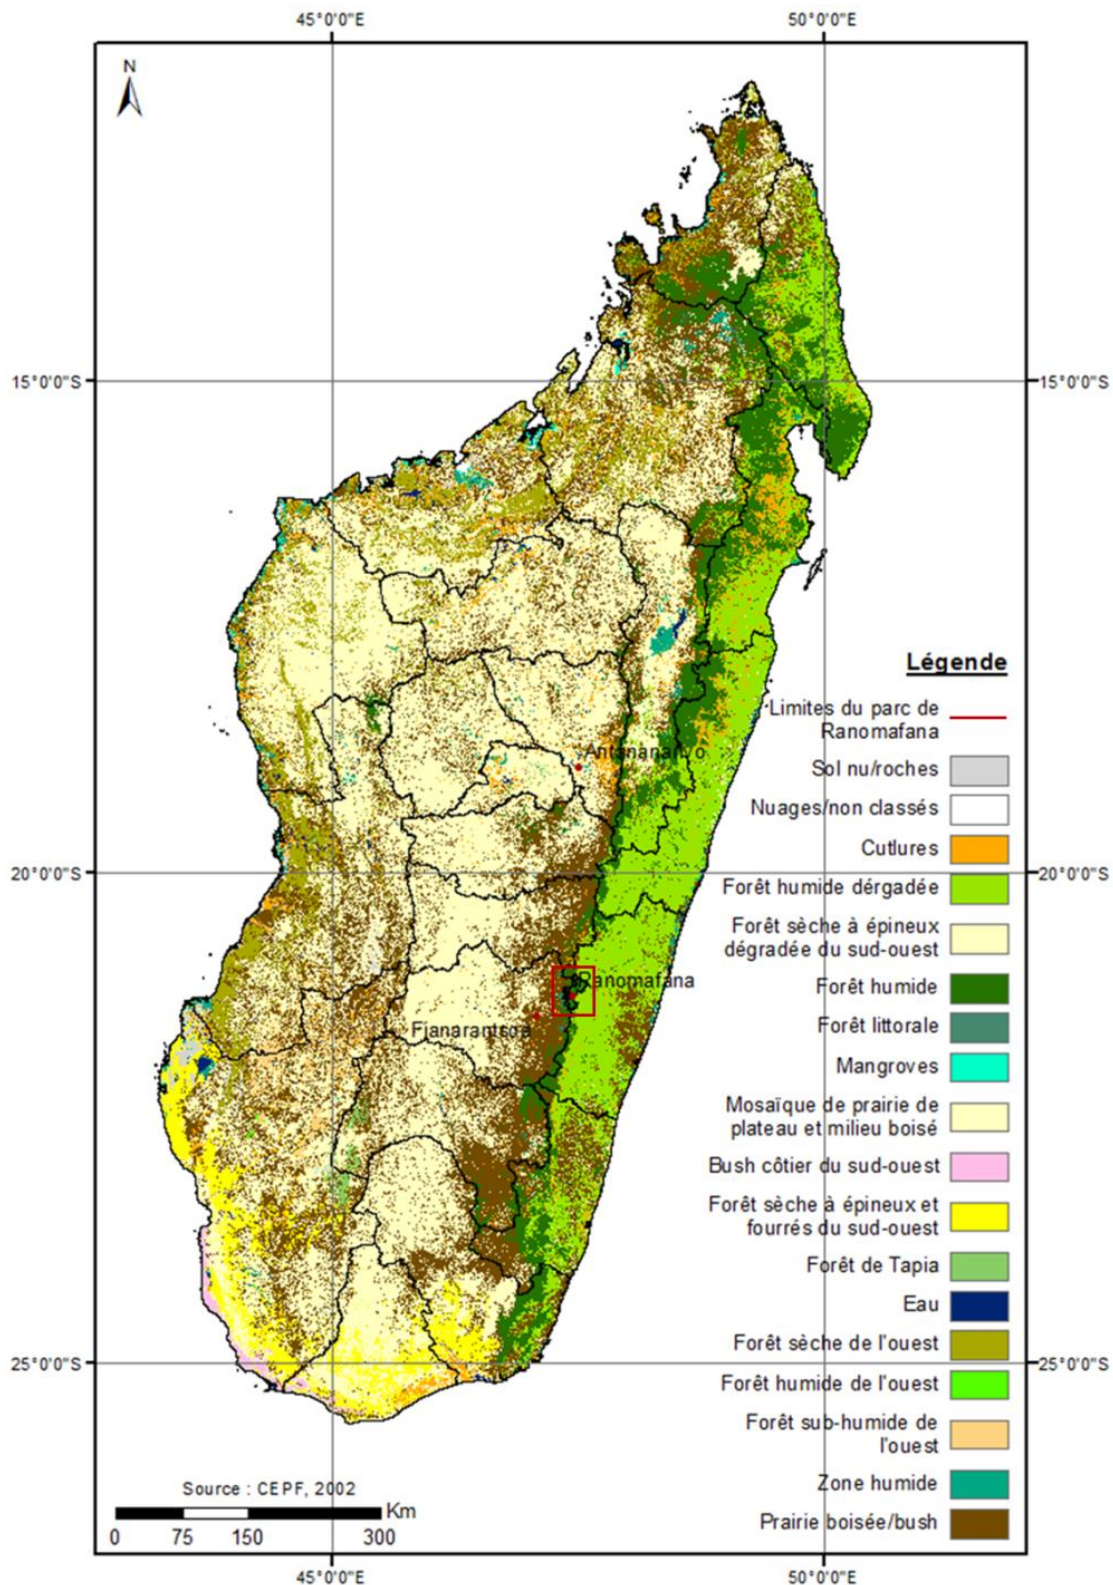 45°0'0"E
50°0'0"E
N
15°0'0"S
15°0'0"S
Légende
Limites du parc de
Ranomafana
Antananarivo
Sol nu/roches
Nuages/non classés
Cutlures
20°0'0"S
20°0'0"S
Forêt humide dérgadée
Forêt sèche à épineux
dégradée du sud-ouest
Ranomafana
Forêt humide
Fianarantsoa
Forêt littorale
Mangroves
Mosaïque de prairie de
plateau et milieu boisé
Bush côtier du sud-ouest
Forêt sèche à épineux et
fourrés du sud-ouest
Forêt de Tapia
Eau
Forêt sèche de l'ouest
25°0'0"S
25°0'0"S
Forêt humide de l'ouest
Forêt sub-humide de
l'ouest
Zone humide
Source : CEPF, 2002
Km
0 75 150 300
Prairie boisée/bush
45°0'0"E
50°0'0"E